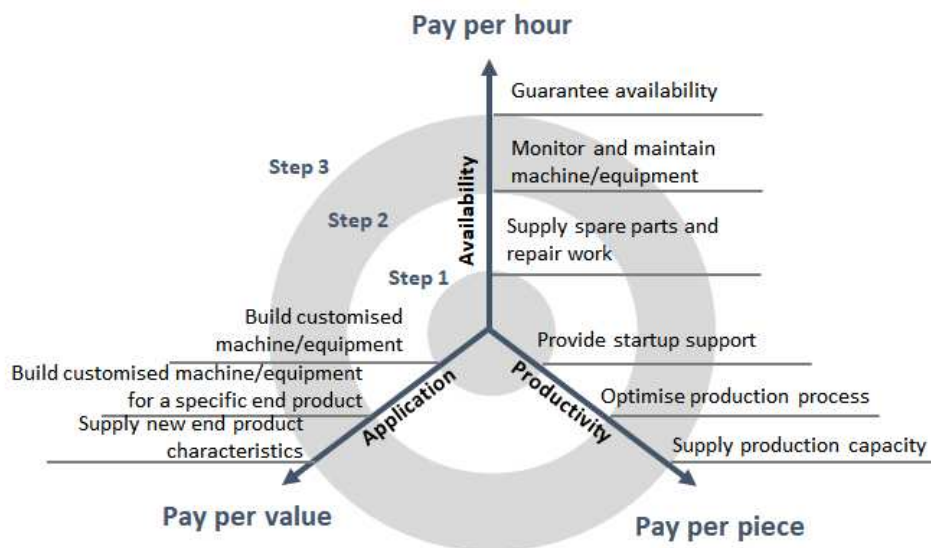 Pay per hour
Guarantee availability
Monitor and maintain
machine/equipment
Step 3
Availability
Step 2
Supply spare parts and
repair work
Step 1
Build customised
machine/equipment
Provide startup support
Build customised machine/equipment
for a specific end product
Application
Productivity
Optimise production process
Supply new end product
characteristics
Supply production capacity
Pay per value
Pay per piece